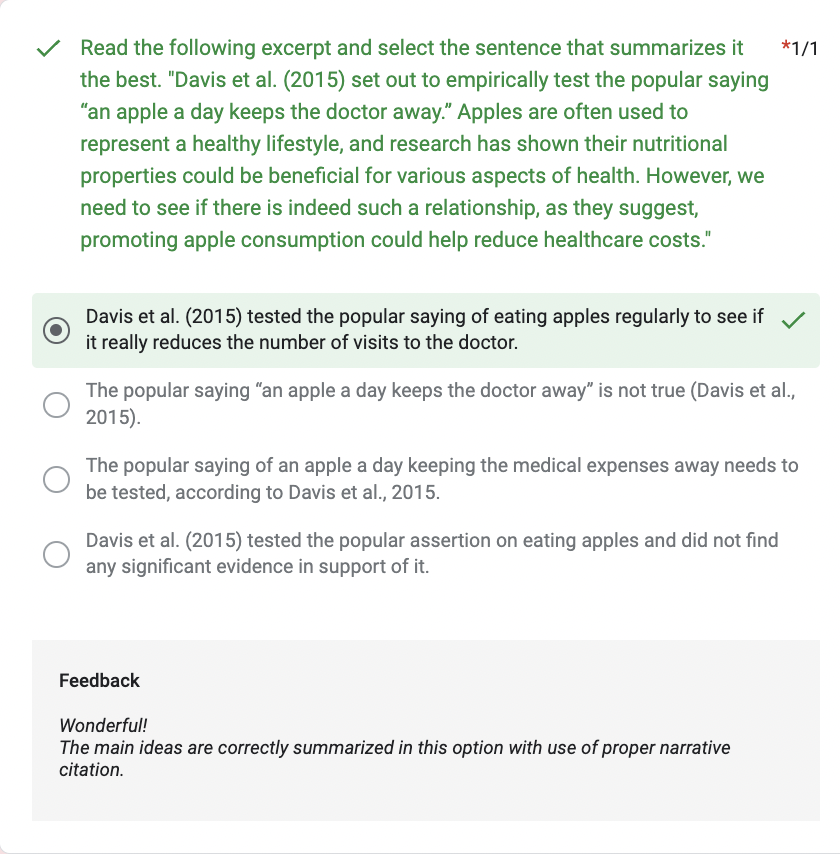 Read the following excerpt and select the sentence that summarizes it *1/1
the best. "Davis et al. (2015) set out to empirically test the popular saying
“an apple a day keeps the doctor away.” Apples are often used to
represent a healthy lifestyle, and research has shown their nutritional
properties could be beneficial for various aspects of health. However, we
need to see if there is indeed such a relationship, as they suggest,
promoting apple consumption could help reduce healthcare costs."
Davis et al. (2015) tested the popular saying of eating apples regularly to see if
it really reduces the number of visits to the doctor.
The popular saying “an apple a day keeps the doctor away” is not true (Davis et al.,
2015).
The popular saying of an apple a day keeping the medical expenses away needs to
be tested, according to Davis et al., 2015.
Davis et al. (2015) tested the popular assertion on eating apples and did not find
any significant evidence in support of it.
Feedback
Wonderful!
The main ideas are correctly summarized in this option with use of proper narrative
citation.